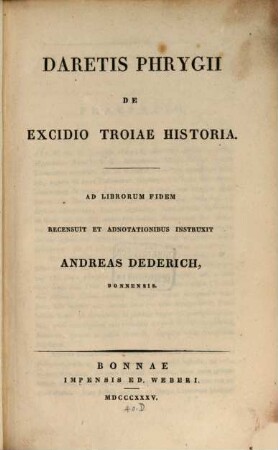 DARETIS PHRYGII
DE
EXCIDIO TROIAE HISTORIA.
AD LIBRORUM FIDEM
RECENSUIT ET ADNOTATIONIBUS INSTRUXIT
ANDREAS DEDERICH,
BONNENSIS.
BONNAE
IMPENSIS ED. WEBERI.
MDCCCXXXV.